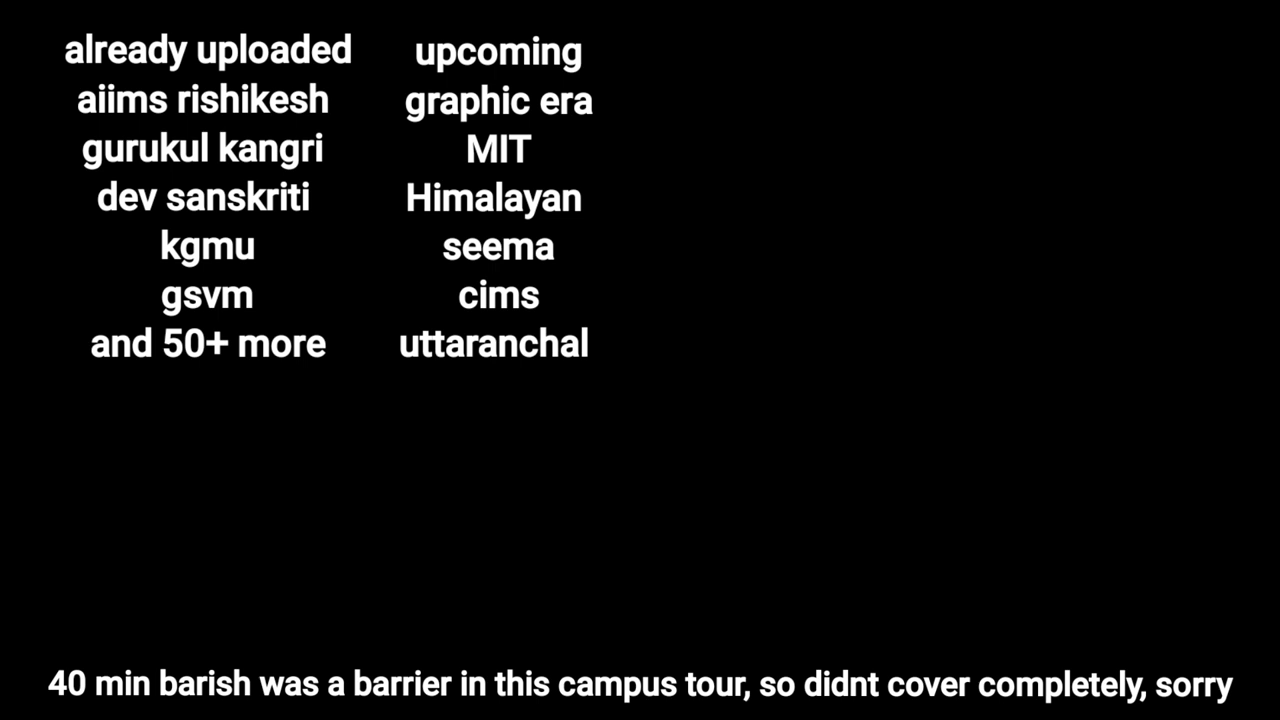 already uploaded
aiims rishikesh
gurukul kangri
dev sanskriti
kgmu
gsvm
and 50+ more
upcoming
graphic era
MIT
Himalayan
seema
cims
uttaranchal
40 min barish was a barrier in this campus tour, so didnt cover completely, sorry